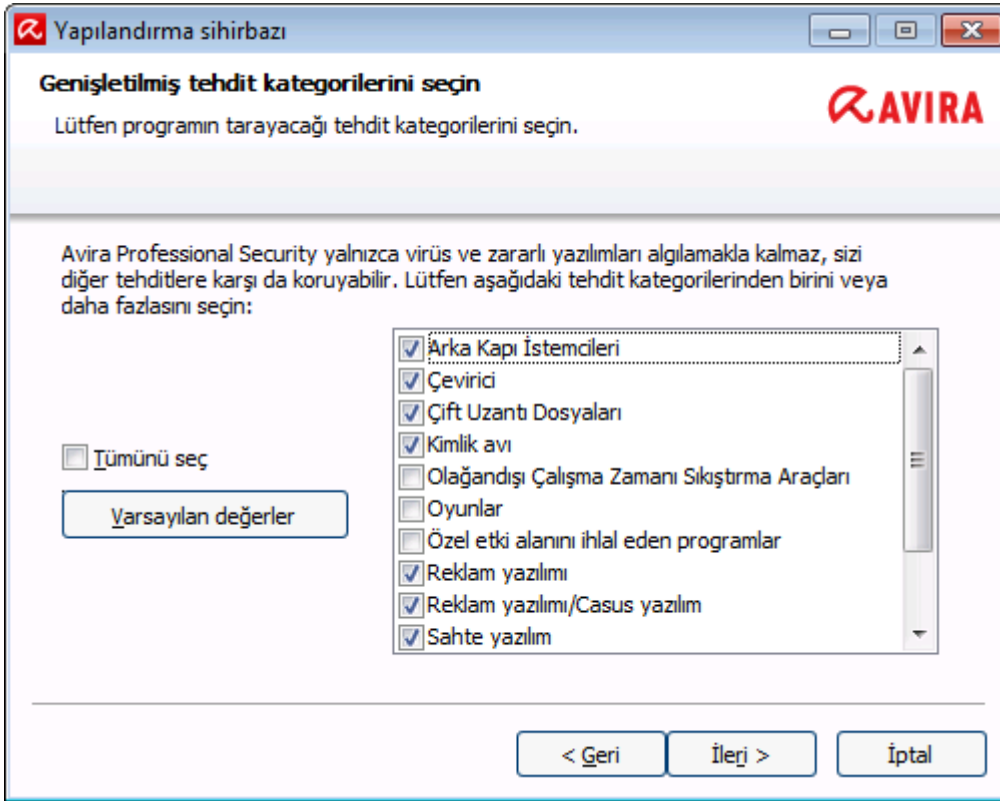 Yapılandırma sihirbazı
Genişletilmiş tehdit kategorilerini seçin
Lütfen programın tarayacağı tehdit kategorilerini seçin.
AVIRA
Avira Professional Security yalnızca virüs ve zararlı yazılımları algılamakla kalmaz, sizi
diğer tehditlere karşı da koruyabilir. Lütfen aşağıdaki tehdit kategorilerinden birini veya
daha fazlasını seçin:
Tümünü seç
Varsayılan değerler
Arka Kapı İstemcileri
Çevirici
Çift Uzantı Dosyaları
Kimlik avı
Olağandışı Çalışma Zamanı Sıkıştırma Araçları
Oyunlar
Özel etki alanını ihlal eden programlar
Reklam yazılımı
Reklam yazılımı/Casus yazılım
Sahte yazılım
< Geri
İleri >
İptal